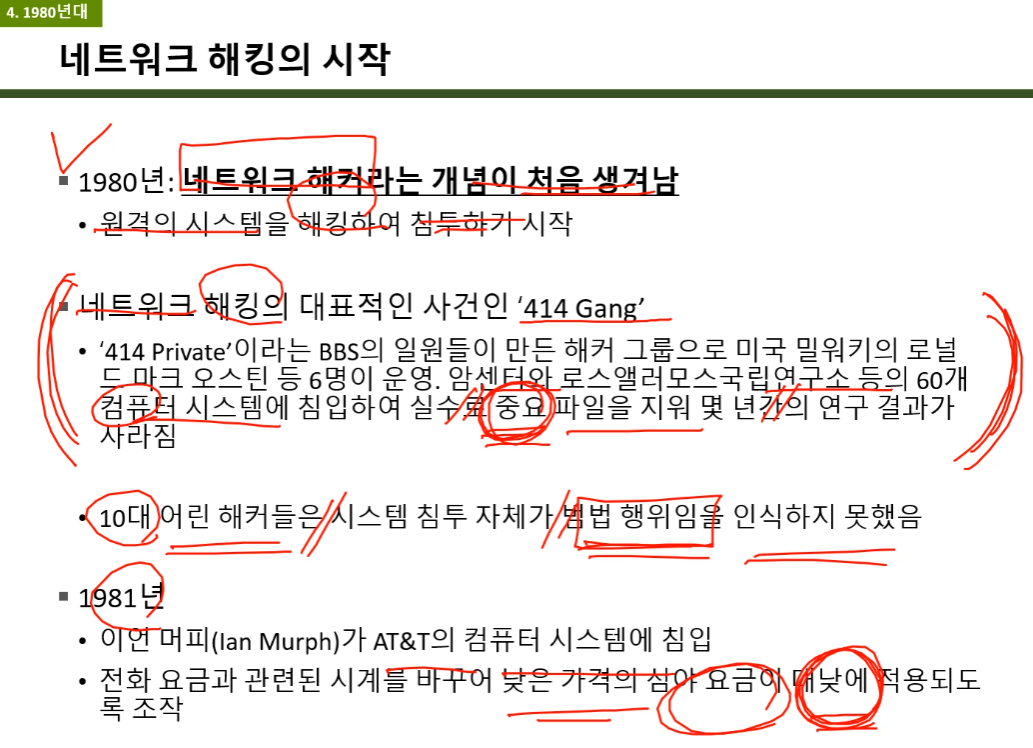 4. 1980년대
네트워크 해킹의 시작
▪ 1980년: 네트워크 해커라는 개념이 처음 생겨남
• 원격의 시스템을 해킹하여 침투하기 시작
▪ 네트워크 해킹의 대표적인 사건인 ‘414 Gang’
• ‘414 Private’이라는 BBS의 일원들이 만든 해커 그룹으로 미국 밀워키의 로널
드 마크 오스틴 등 6명이 운영. 암센터와 로스앨러모스국립연구소 등의 60개
컴퓨터 시스템에 침입하여 실수로 중요 파일을 지워 몇 년간의 연구 결과가
사라짐
• 10대 어린 해커들은 시스템 침투 자체가 범법 행위임을 인식하지 못했음
▪ 1981년
• 이언 머피(Ian Murph)가 AT&T의 컴퓨터 시스템에 침입
• 전화 요금과 관련된 시계를 바꾸어 낮은 가격의 심야 요금이 대낮에 적용되도
록 조작